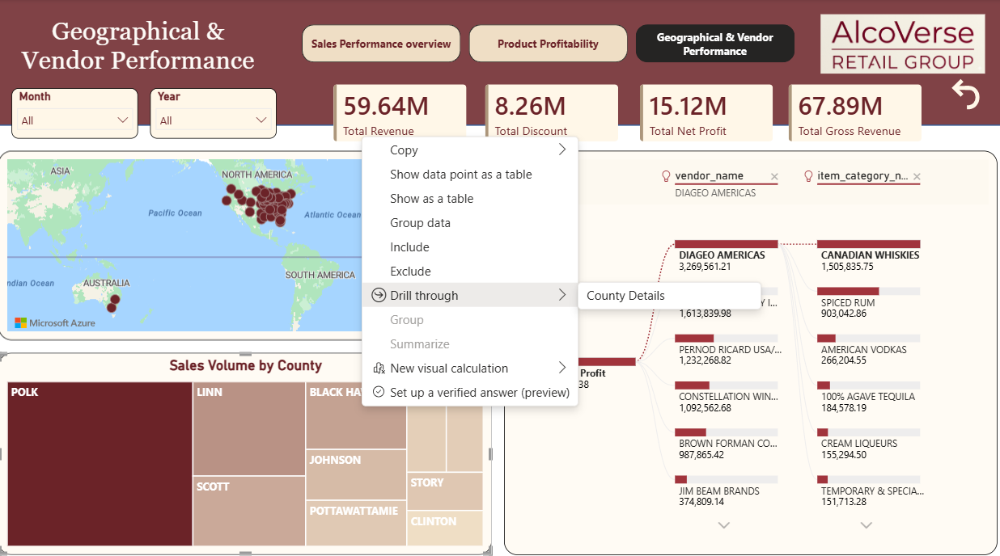 Geographical &
Vendor Performance
Sales Performance overview
Product Profitability
Geographical & Vendor
Performance
AlcoVerse
RETAIL GROUP
Month
All
Year
All
59.64M
Total Revenue
8.26M
Total Discount
15.12M
Total Net Profit
67.89M
Total Gross Revenue
ASIA
NORTH AMERICA
Pacific Ocean
Atlantic Ocean
SOUTH AMERICA
ndian Ocean
AUSTRALIA
Microsoft Azure
Copy
Show data point as a table
Show as a table
Group data
Include
Exclude
Drill through
County Details
Group
Summarize
New visual calculation
Set up a verified answer (preview)
Sales Volume by County
POLK
LINN
SCOTT
BLACK HA
JOHNSON
POTTAWATTAMIE
STORY
CLINTON
vendor_name
DIAGEO AMERICAS
item_category_n...
Profit
38
DIAGEO AMERICAS
3,269,561.21
Y I...
1,613,839.98
PERNOD RICARD USA/...
1,232,268.82
CONSTELLATION WIN...
1,092,562.68
BROWN FORMAN CO...
987,865.42
JIM BEAM BRANDS
374,809.14
CANADIAN WHISKIES
1,505,835.75
SPICED RUM
903,042.86
AMERICAN VODKAS
266,204.55
100% AGAVE TEQUILA
184,578.19
CREAM LIQUEURS
155,294.50
TEMPORARY & SPECIA...
151,713.28